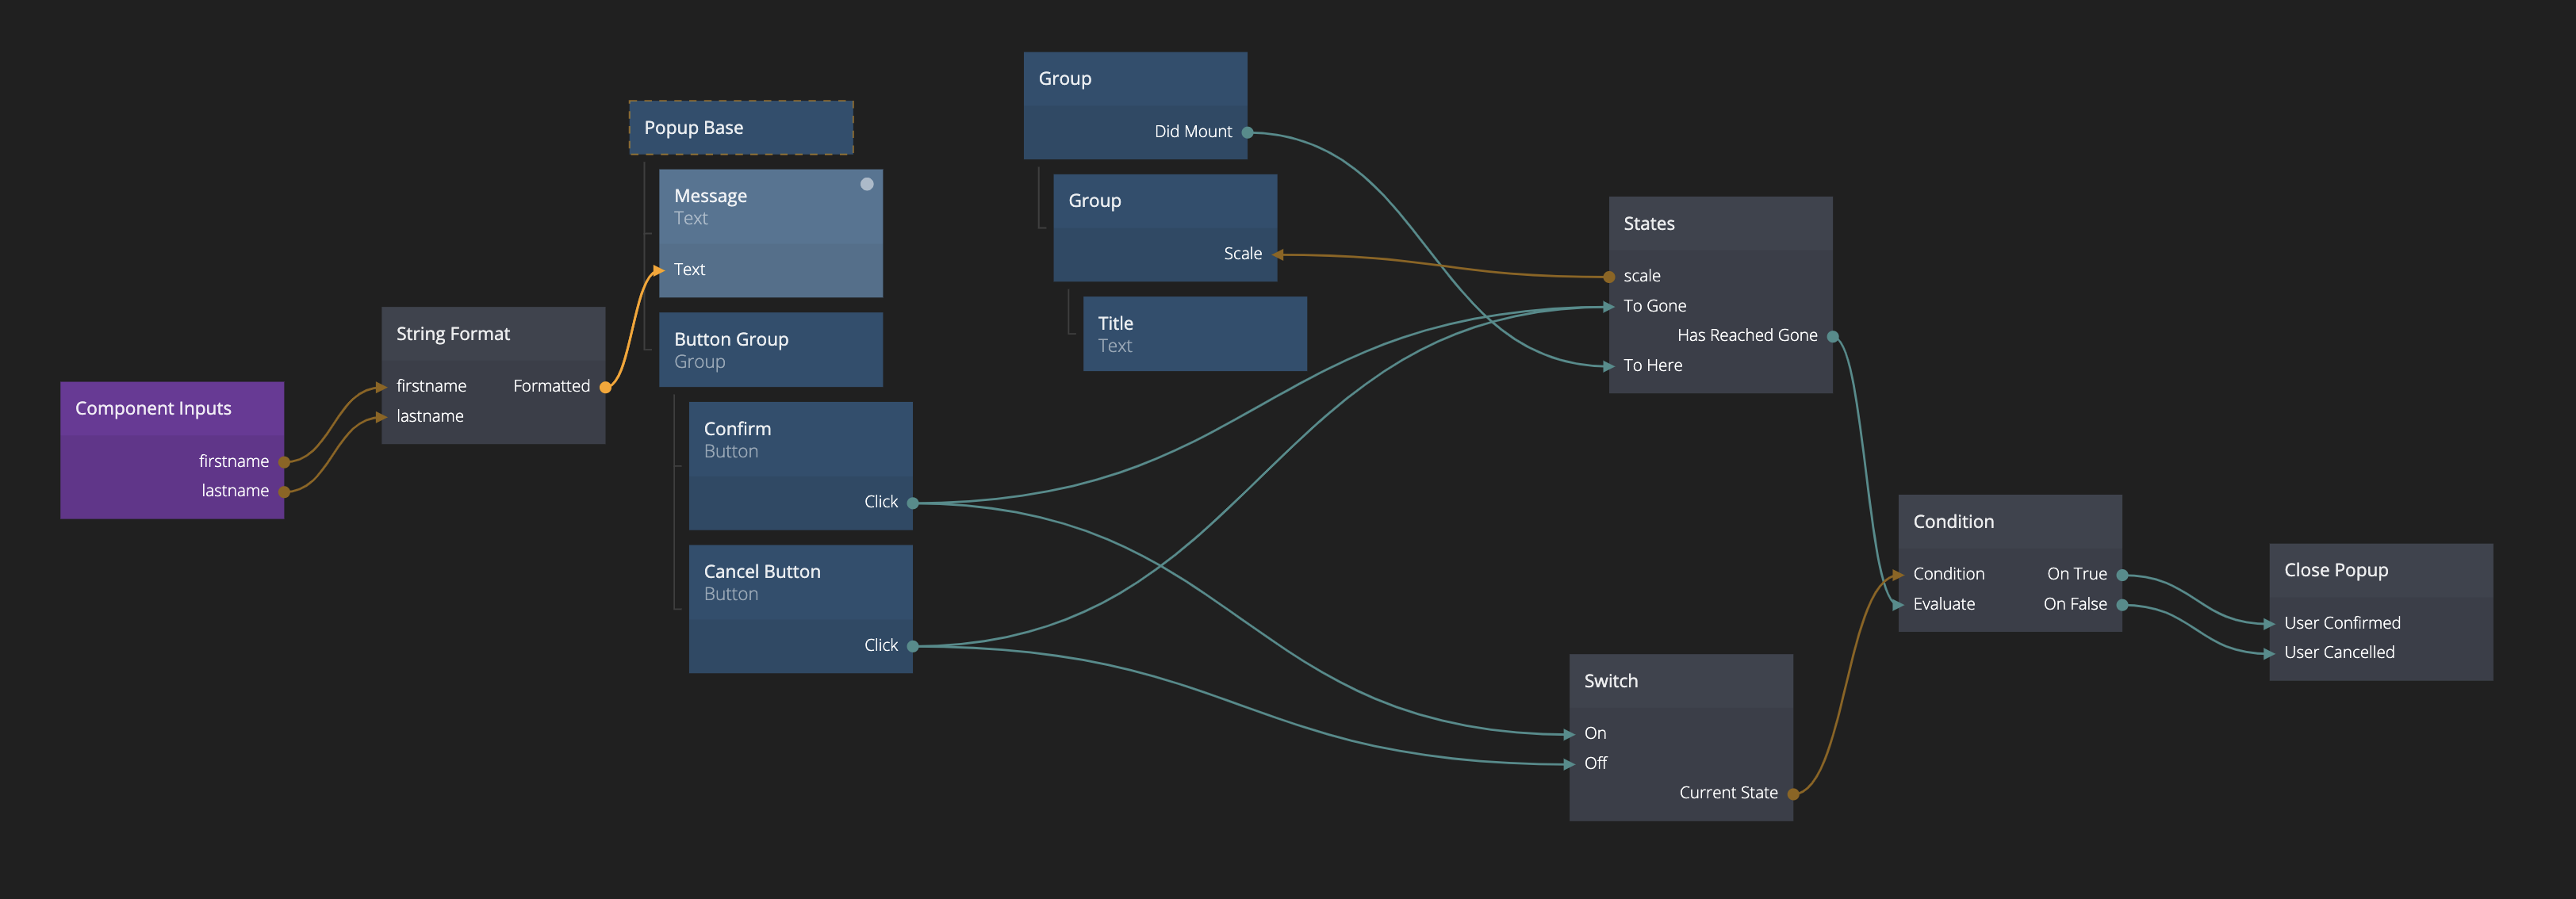 Component Inputs
firstname
lastname
String Format
firstname
Formatted
lastname
Popup Base
Message
Text
Text
Button Group
Group
Confirm
Button
Click
Cancel Button
Button
Click
Group
Did Mount
Group
Scale
Title
Text
States
scale
To Gone
Has Reached Gone
To Here
Switch
On
Off
Current State
Condition
Condition
On True
Evaluate
On False
Close Popup
User Confirmed
User Cancelled